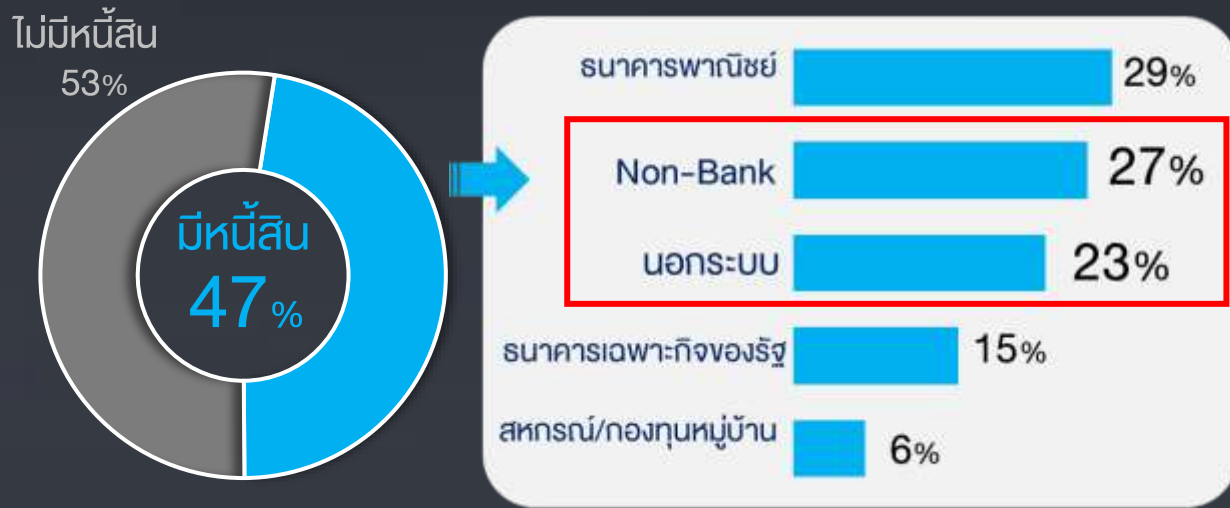 ไม่มีหนี้สิน
53%
มีหนี้สิน
47%
ธนาคารพาณิชย์ 29%
Non-Bank 27%
นอกระบบ 23%
ธนาคารเฉพาะกิจของรัฐ 15%
สหกรณ์/กองทุนหมู่บ้าน 6%